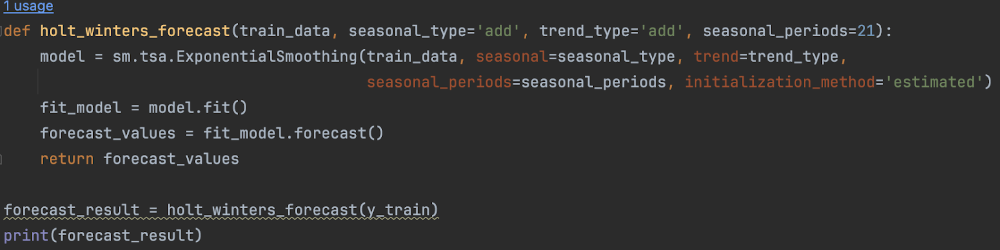 1 usage
def holt_winters_forecast(train_data, seasonal_type='add', trend_type='add', seasonal_periods=21):
    model = sm.tsa.ExponentialSmoothing(train_data, seasonal=seasonal_type, trend=trend_type,
                                        seasonal_periods=seasonal_periods, initialization_method='estimated')
    fit_model = model.fit()
    forecast_values = fit_model.forecast()
    return forecast_values
forecast_result = holt_winters_forecast(y_train)
print(forecast_result)